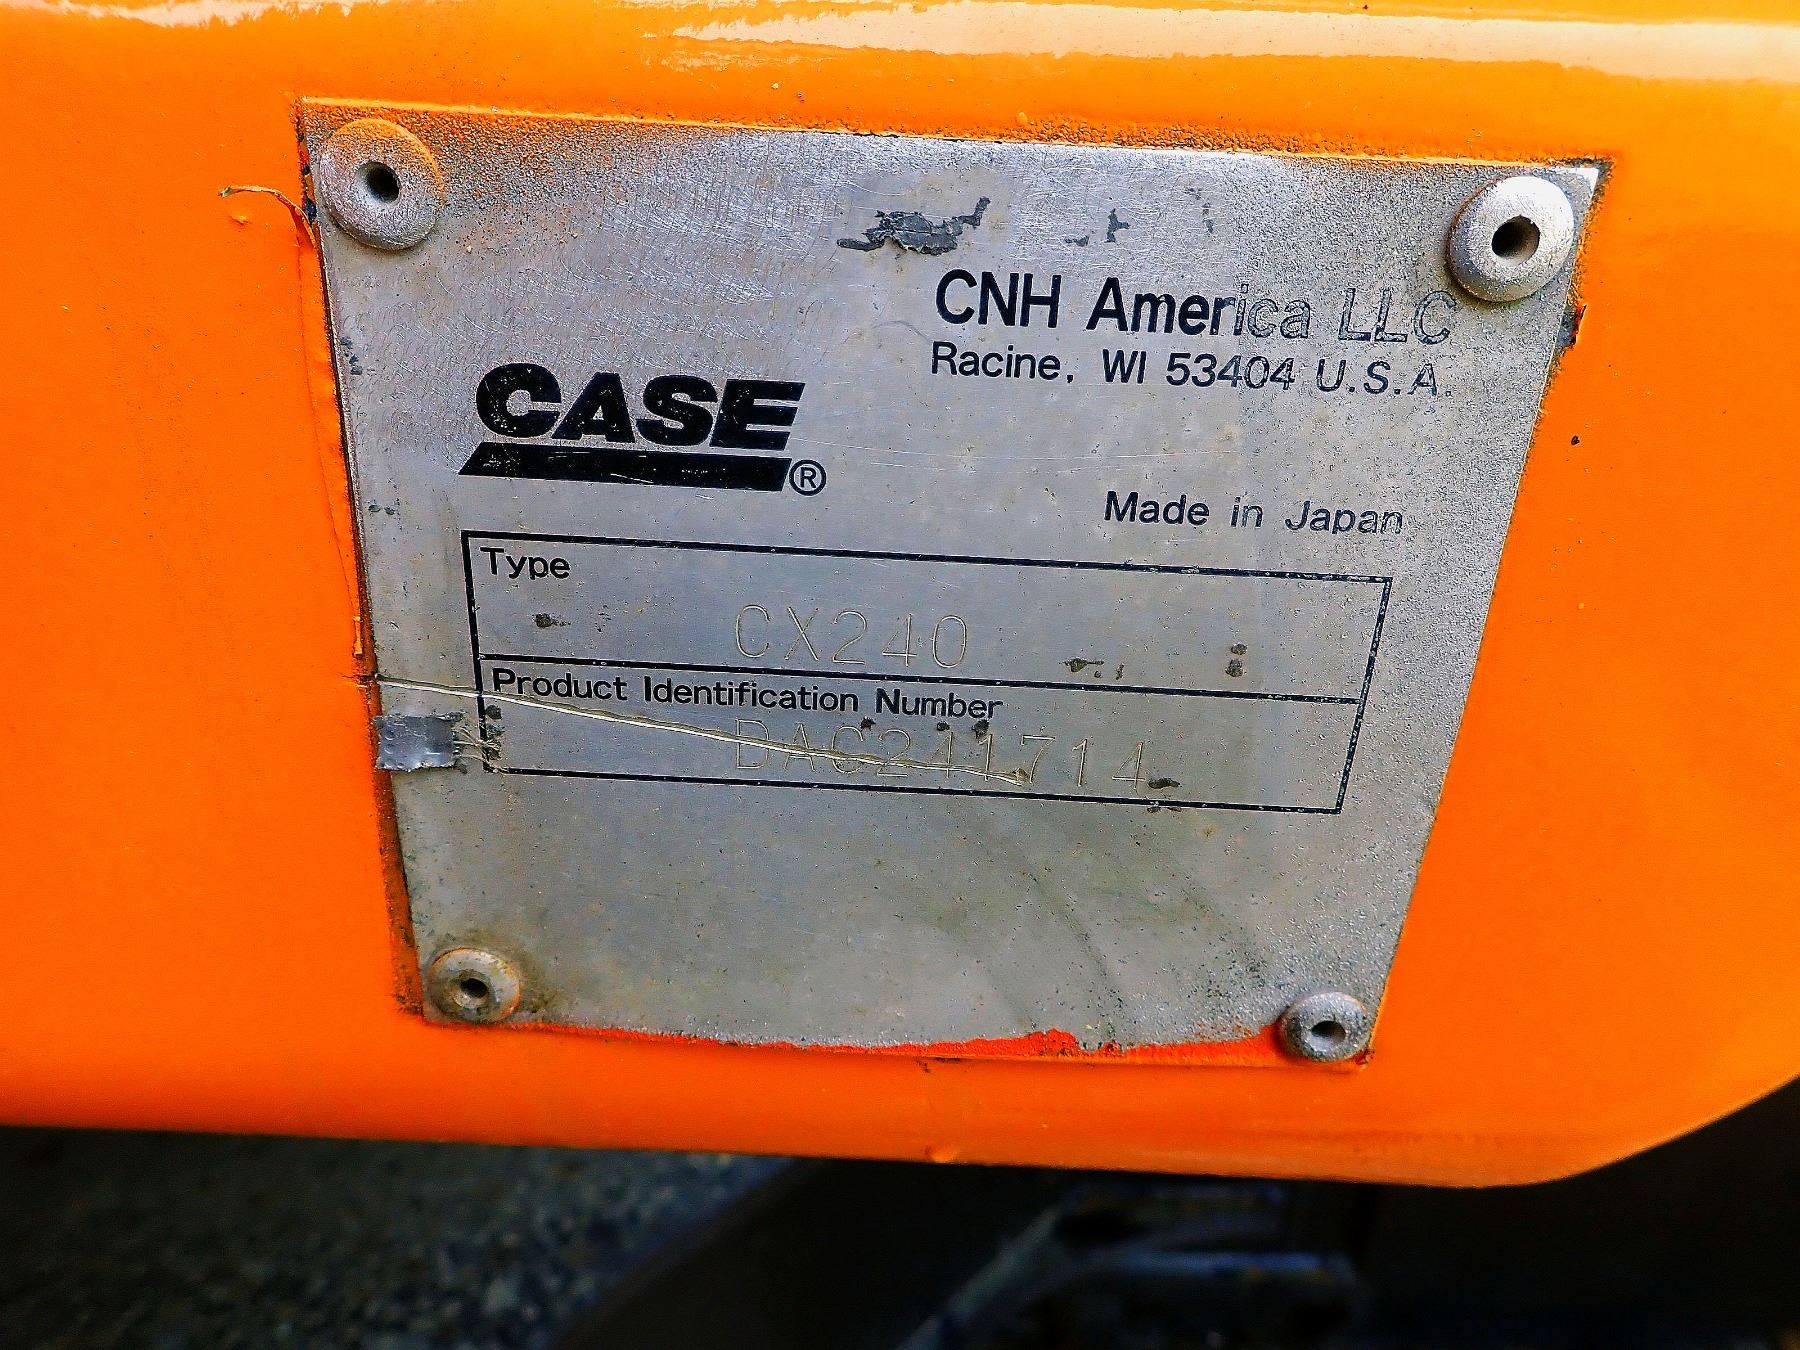 CNH America LLC
Racine, WI 53404 U.S.A.
CASE ®
Made in Japan
Type
CX240
Product Identification Number
DAC241714